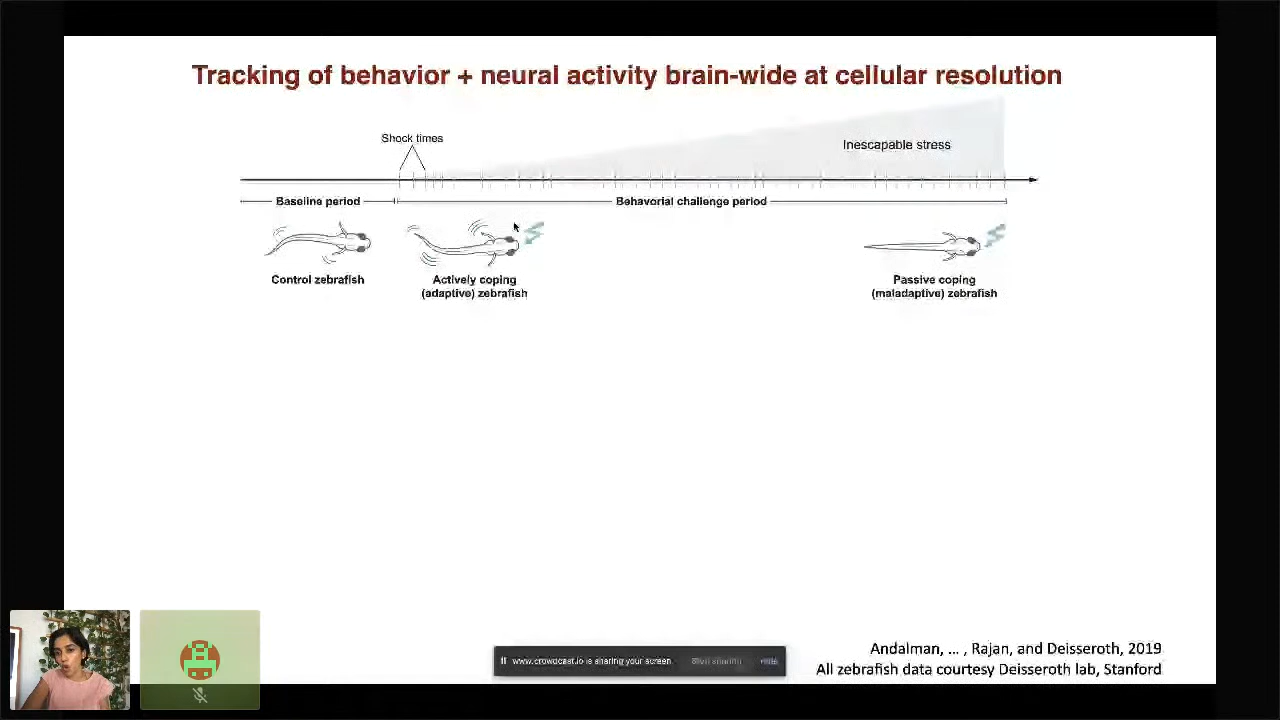 Tracking of behavior + neural activity brain-wide at cellular resolution
Shock times
Inescapable stress
Baseline period
Behavorial challenge period
Control zebrafish
Actively coping
(adaptive) zebrafish
Passive coping
(maladaptive) zebrafish
www.crowdcast.io is sharing your screen.
Stop sharing
Hide
Andalman, ... , Rajan, and Deisseroth, 2019
All zebrafish data courtesy Deisseroth lab, Stanford